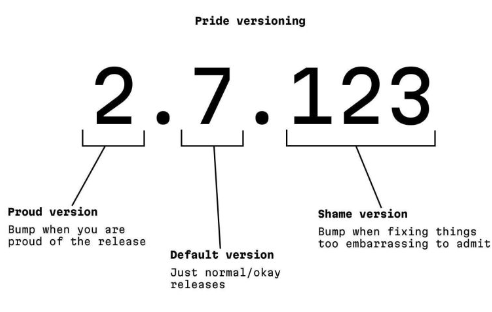 Pride versioning
2.7.123
Proud version
Bump when you are
proud of the release
Default version
Just normal/okay
releases
Shame version
Bump when fixing things
too embarrassing to admit